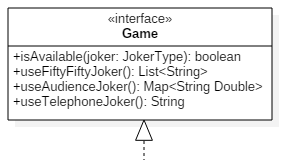 «interface»
Game
+isAvailable(joker: JokerType): boolean
+useFiftyFiftyJoker(): List<String>
+useAudienceJoker(): Map<String Double>
+useTelephoneJoker(): String